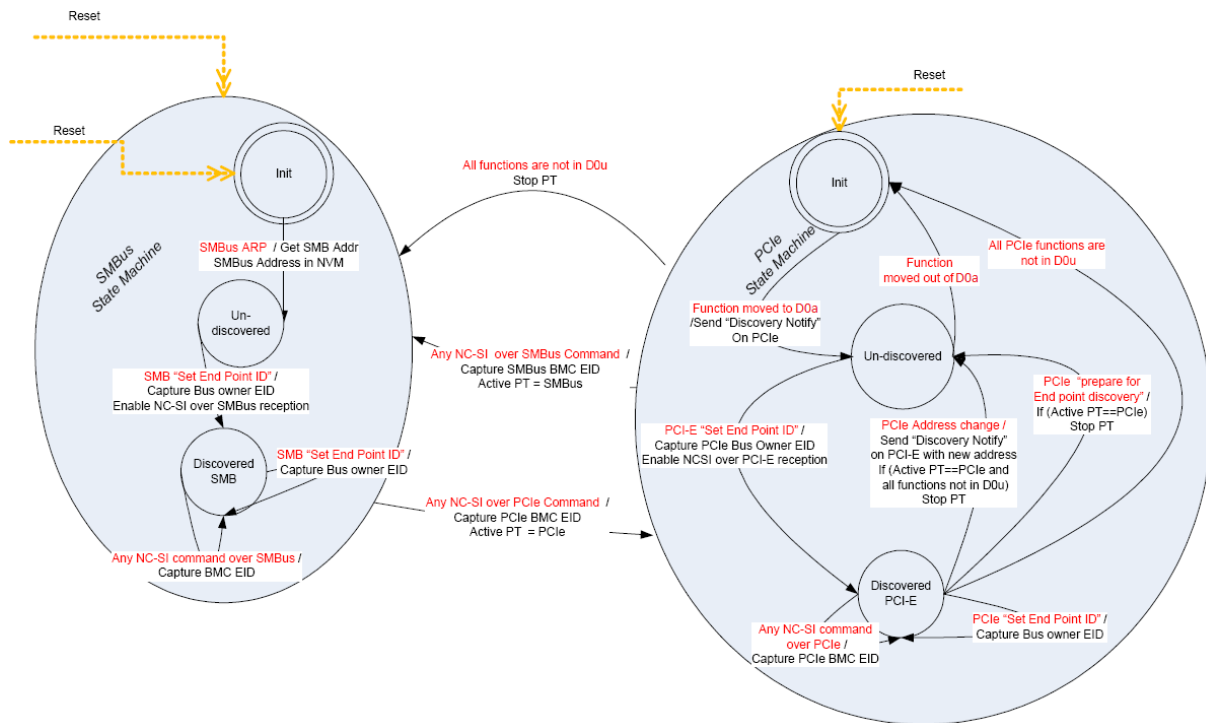 Reset
Reset
Reset
Init
Init
SMBus
State Machine
PCIe
State Machine
All functions are not in D0u
Stop PT
SMBus ARP / Get SMB Addr
SMBus Address in NVM
Un-
discovered
SMB “Set End Point ID” /
Capture Bus owner EID
Enable NC-SI over SMBus reception
Discovered
SMB
SMB “Set End Point ID” /
Capture Bus owner EID
Any NC-SI command over SMBus /
Capture BMC EID
Any NC-SI over SMBus Command /
Capture SMBus BMC EID
Active PT = SMBus
Any NC-SI over PCIe Command /
Capture PCIe BMC EID
Active PT = PCIe
Function moved to D0a
/Send “Discovery Notify”
On PCIe
Function
moved out of D0a
All PCIe functions are
not in D0u
Un-discovered
PCI-E “Set End Point ID” /
Capture PCIe Bus Owner EID
Enable NCSI over PCI-E reception
PCIe Address change /
Send “Discovery Notify”
on PCI-E with new address
If (Active PT==PCIe and
all functions not in D0u)
Stop PT
PCIe “prepare for
End point discovery” /
If (Active PT==PCIe)
Stop PT
Discovered
PCI-E
Any NC-SI command
over PCIe /
Capture PCIe BMC EID
PCIe “Set End Point ID” /
Capture Bus owner EID